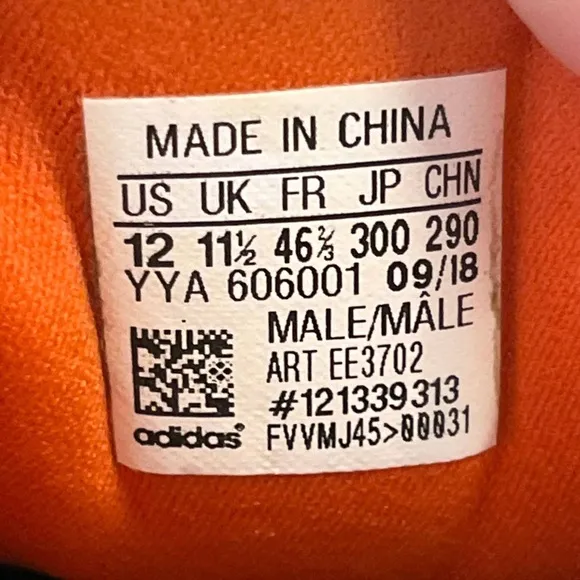 MADE IN CHINA
US UK FR JP CHN
12 11½ 46⅔ 300 290
YYA 606001 09/18
MALE/MÂLE
ART EE3702
#121339313
adidas FVVMJ45>00031